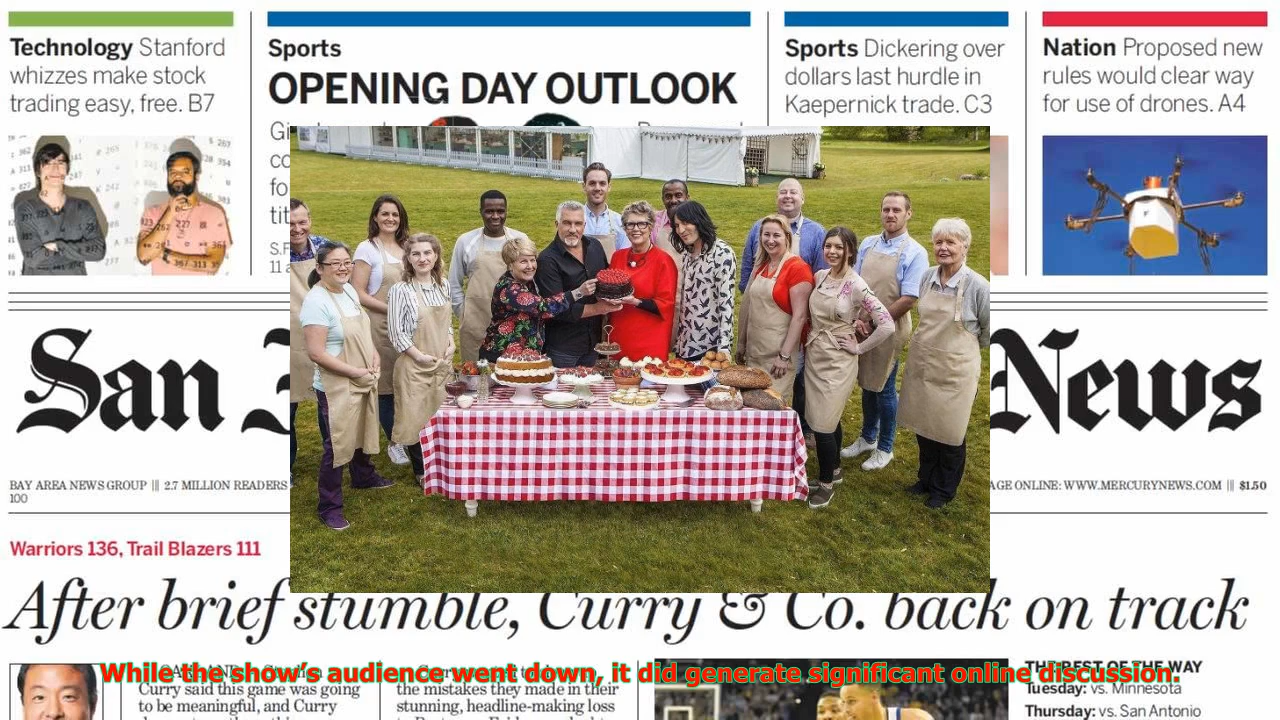 Technology Stanford
whizzes make stock
trading easy, free. B7
Sports
OPENING DAY OUTLOOK
Sports Dickering over
dollars last hurdle in
Kaepernick trade. C3
Nation Proposed new
rules would clear way
for use of drones. A4
San
News
BAY AREA NEWS GROUP ||| 2.7 MILLION READERS
100
ONLINE: WWW.MERCURYNEWS.COM ||| $1.50
Warriors 136, Trail Blazers 111
After brief stumble, Curry & Co. back on track
While the show's audience went down, it did generate significant online discussion.
Curry said this game was going
to be meaningful, and Curry
the mistakes they made in their
stunning, headline-making loss
THE REST OF THE WAY
Tuesday: vs. Minnesota
Thursday: vs. San Antonio